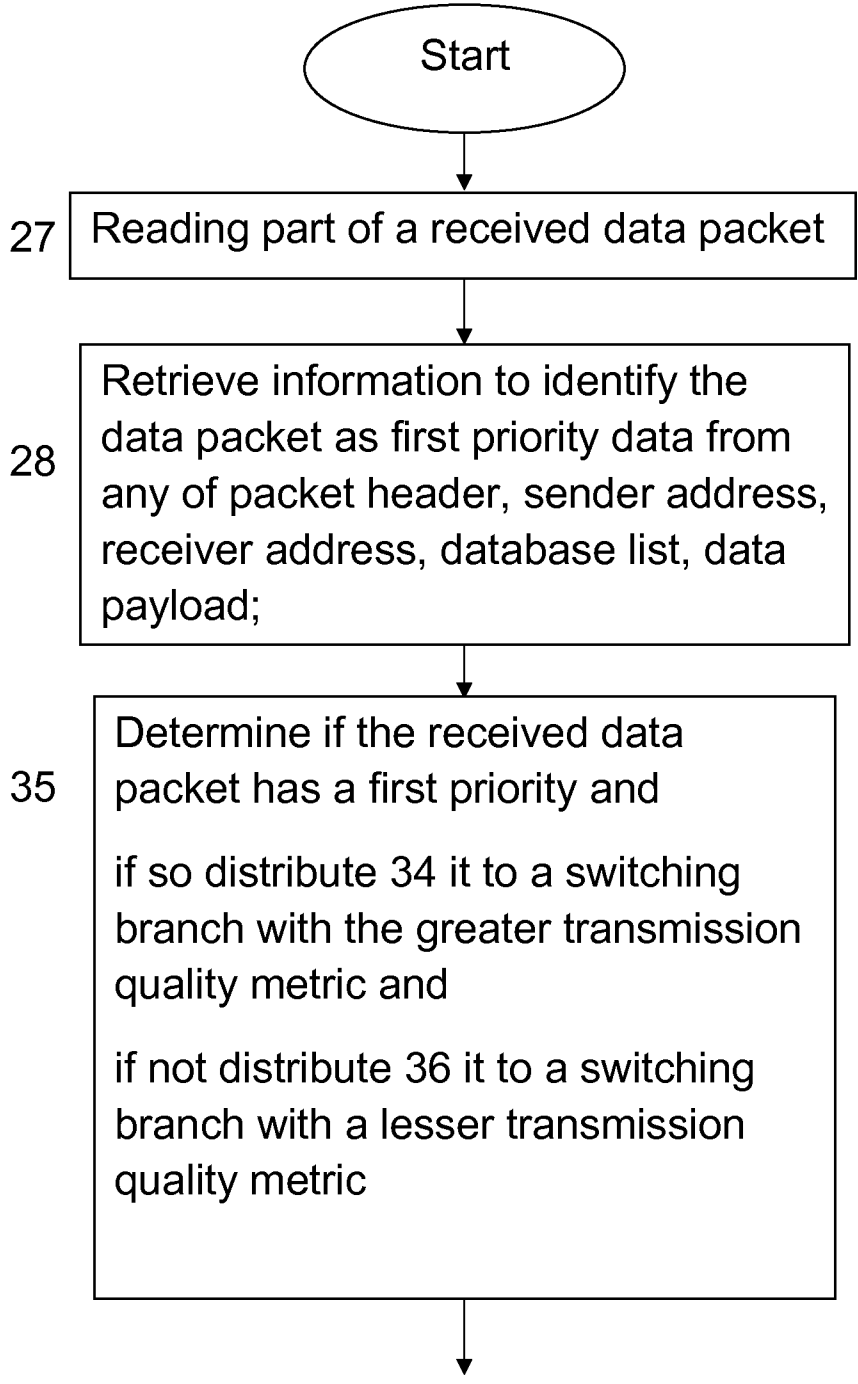 Start
27
Reading part of a received data packet
28
Retrieve information to identify the
data packet as first priority data from
any of packet header, sender address,
receiver address, database list, data
payload;
35
Determine if the received data
packet has a first priority and
if so distribute 34 it to a switching
branch with the greater transmission
quality metric and
if not distribute 36 it to a switching
branch with a lesser transmission
quality metric